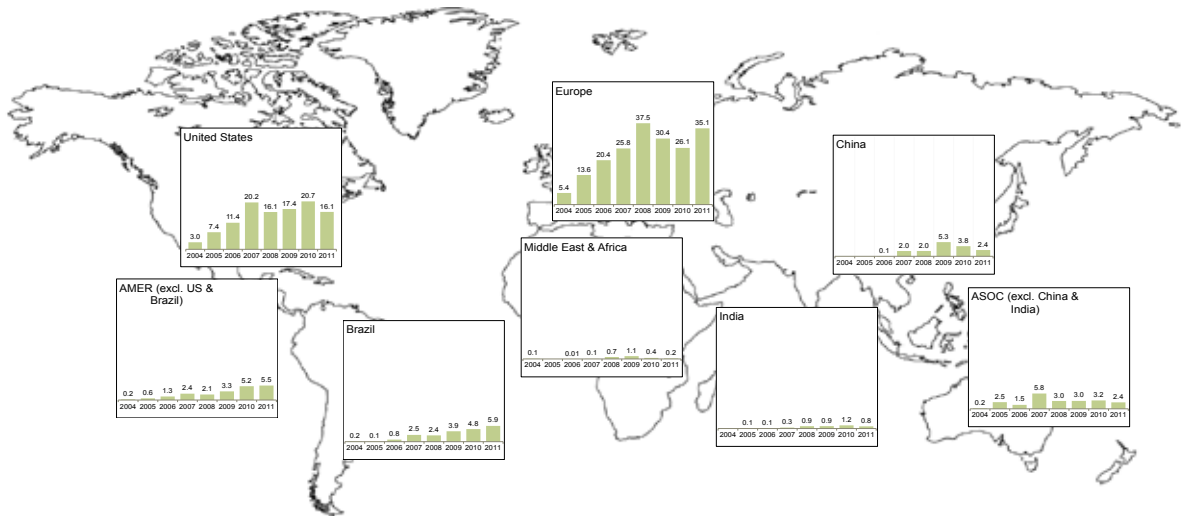 Europe
37.5
35.1
30.4
26.1
25.8
20.4
13.6
5.4
2004 2005 2006 2007 2008 2009 2010 2011
United States
20.2
20.7
16.1
17.4
16.1
11.4
7.4
3.0
2004 2005 2006 2007 2008 2009 2010 2011
China
0.1 2.0 2.0 5.3 3.8 2.4
2004 2005 2006 2007 2008 2009 2010 2011
Middle East & Africa
0.1 0.01 0.1 0.7 1.1 0.4 0.2
2004 2005 2006 2007 2008 2009 2010 2011
AMER (excl. US &
Brazil)
0.2 0.6 1.3 2.4 2.1 3.3 5.2 5.5
2004 2005 2006 2007 2008 2009 2010 2011
ASOC (excl. China &
India)
0.2 2.5 1.5 5.8 3.0 3.0 3.2 2.4
2004 2005 2006 2007 2008 2009 2010 2011
India
0.1 0.1 0.3 0.9 0.9 1.2 0.8
2004 2005 2006 2007 2008 2009 2010 2011
Brazil
0.2 0.1 0.8 2.5 2.4 3.9 4.8 5.9
2004 2005 2006 2007 2008 2009 2010 2011